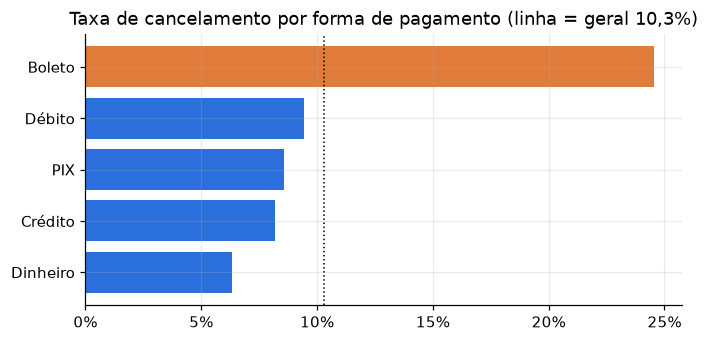 Taxa de cancelamento por forma de pagamento (linha = geral 10,3%)
Boleto
Débito
PIX
Crédito
Dinheiro
0% 5% 10% 15% 20% 25%